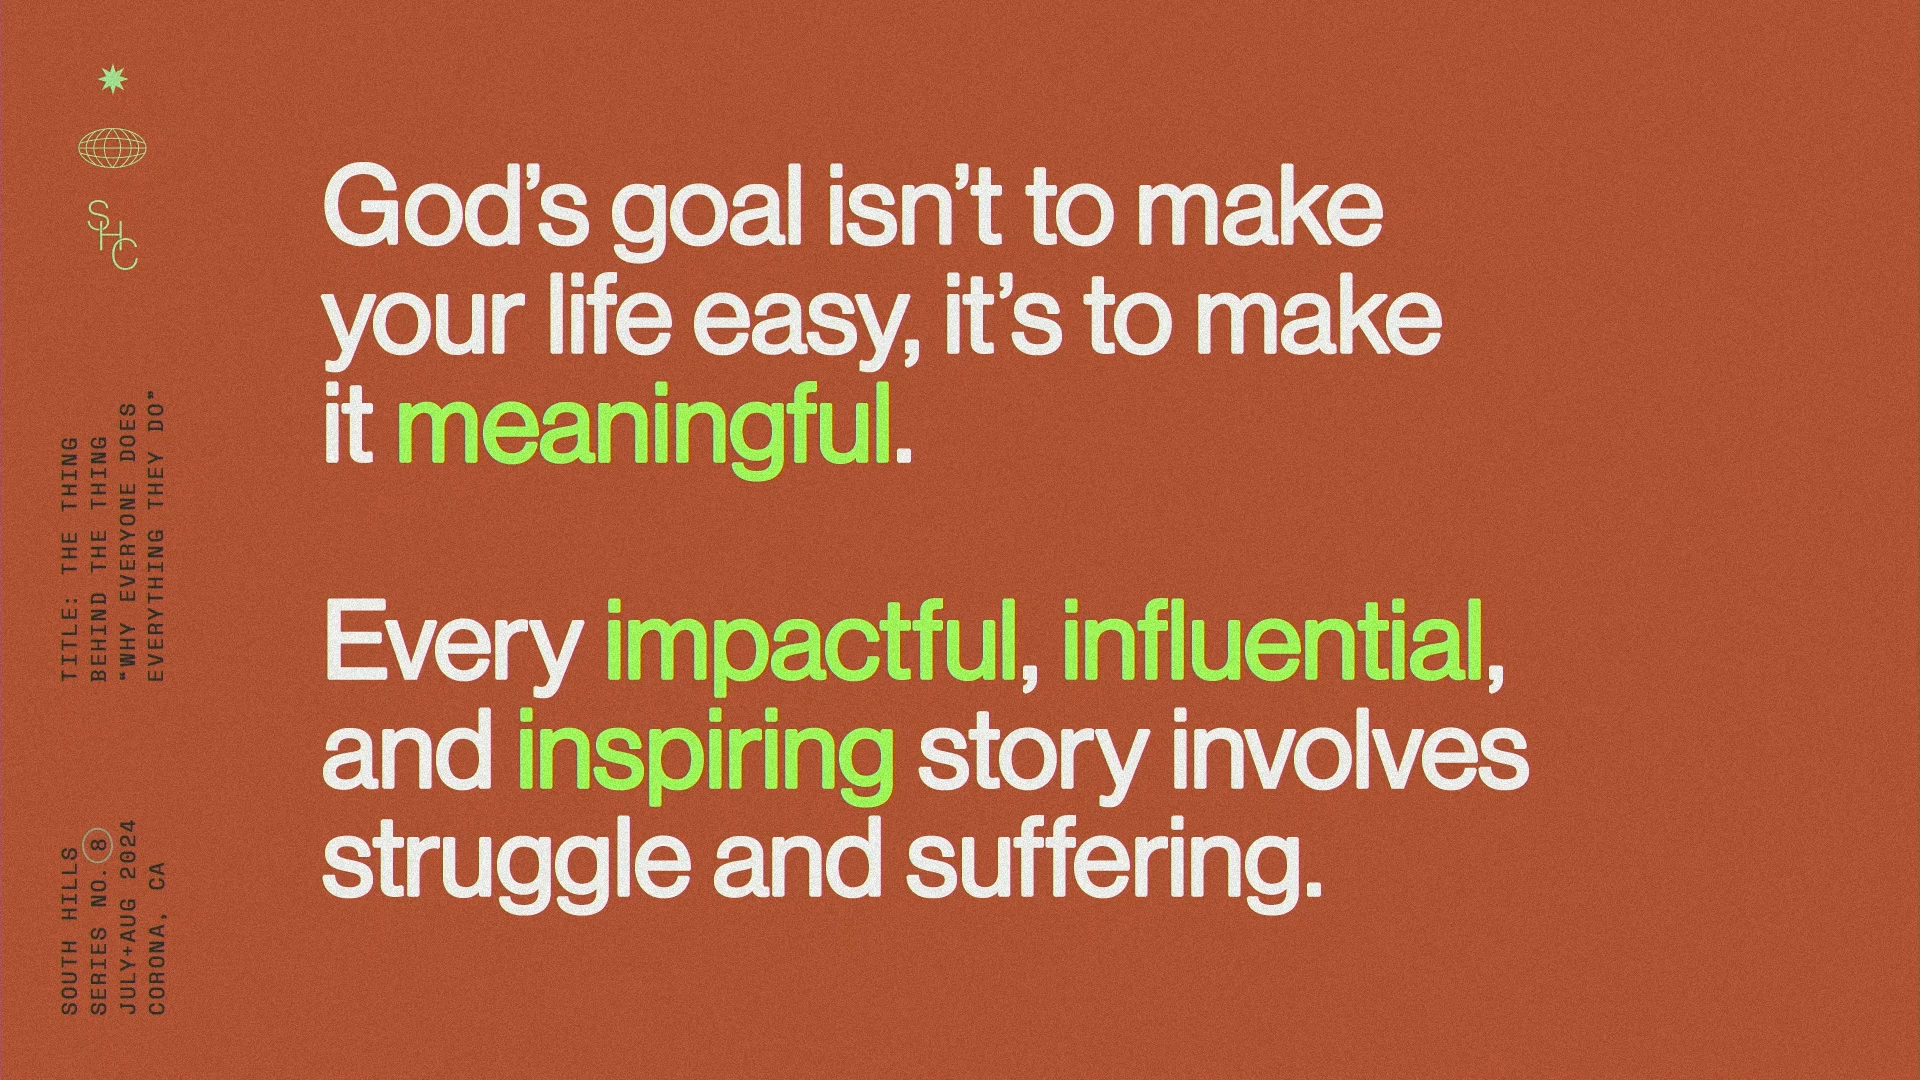 SHC
God’s goal isn’t to make
your life easy, it’s to make
it meaningful.
Every impactful, influential,
and inspiring story involves
struggle and suffering.
TITLE: THE THING
BEHIND THE THING
“WHY EVERYONE DOES
EVERYTHING THEY DO”
SOUTH HILLS
SERIES NO. 8
JULY+AUG 2024
CORONA, CA